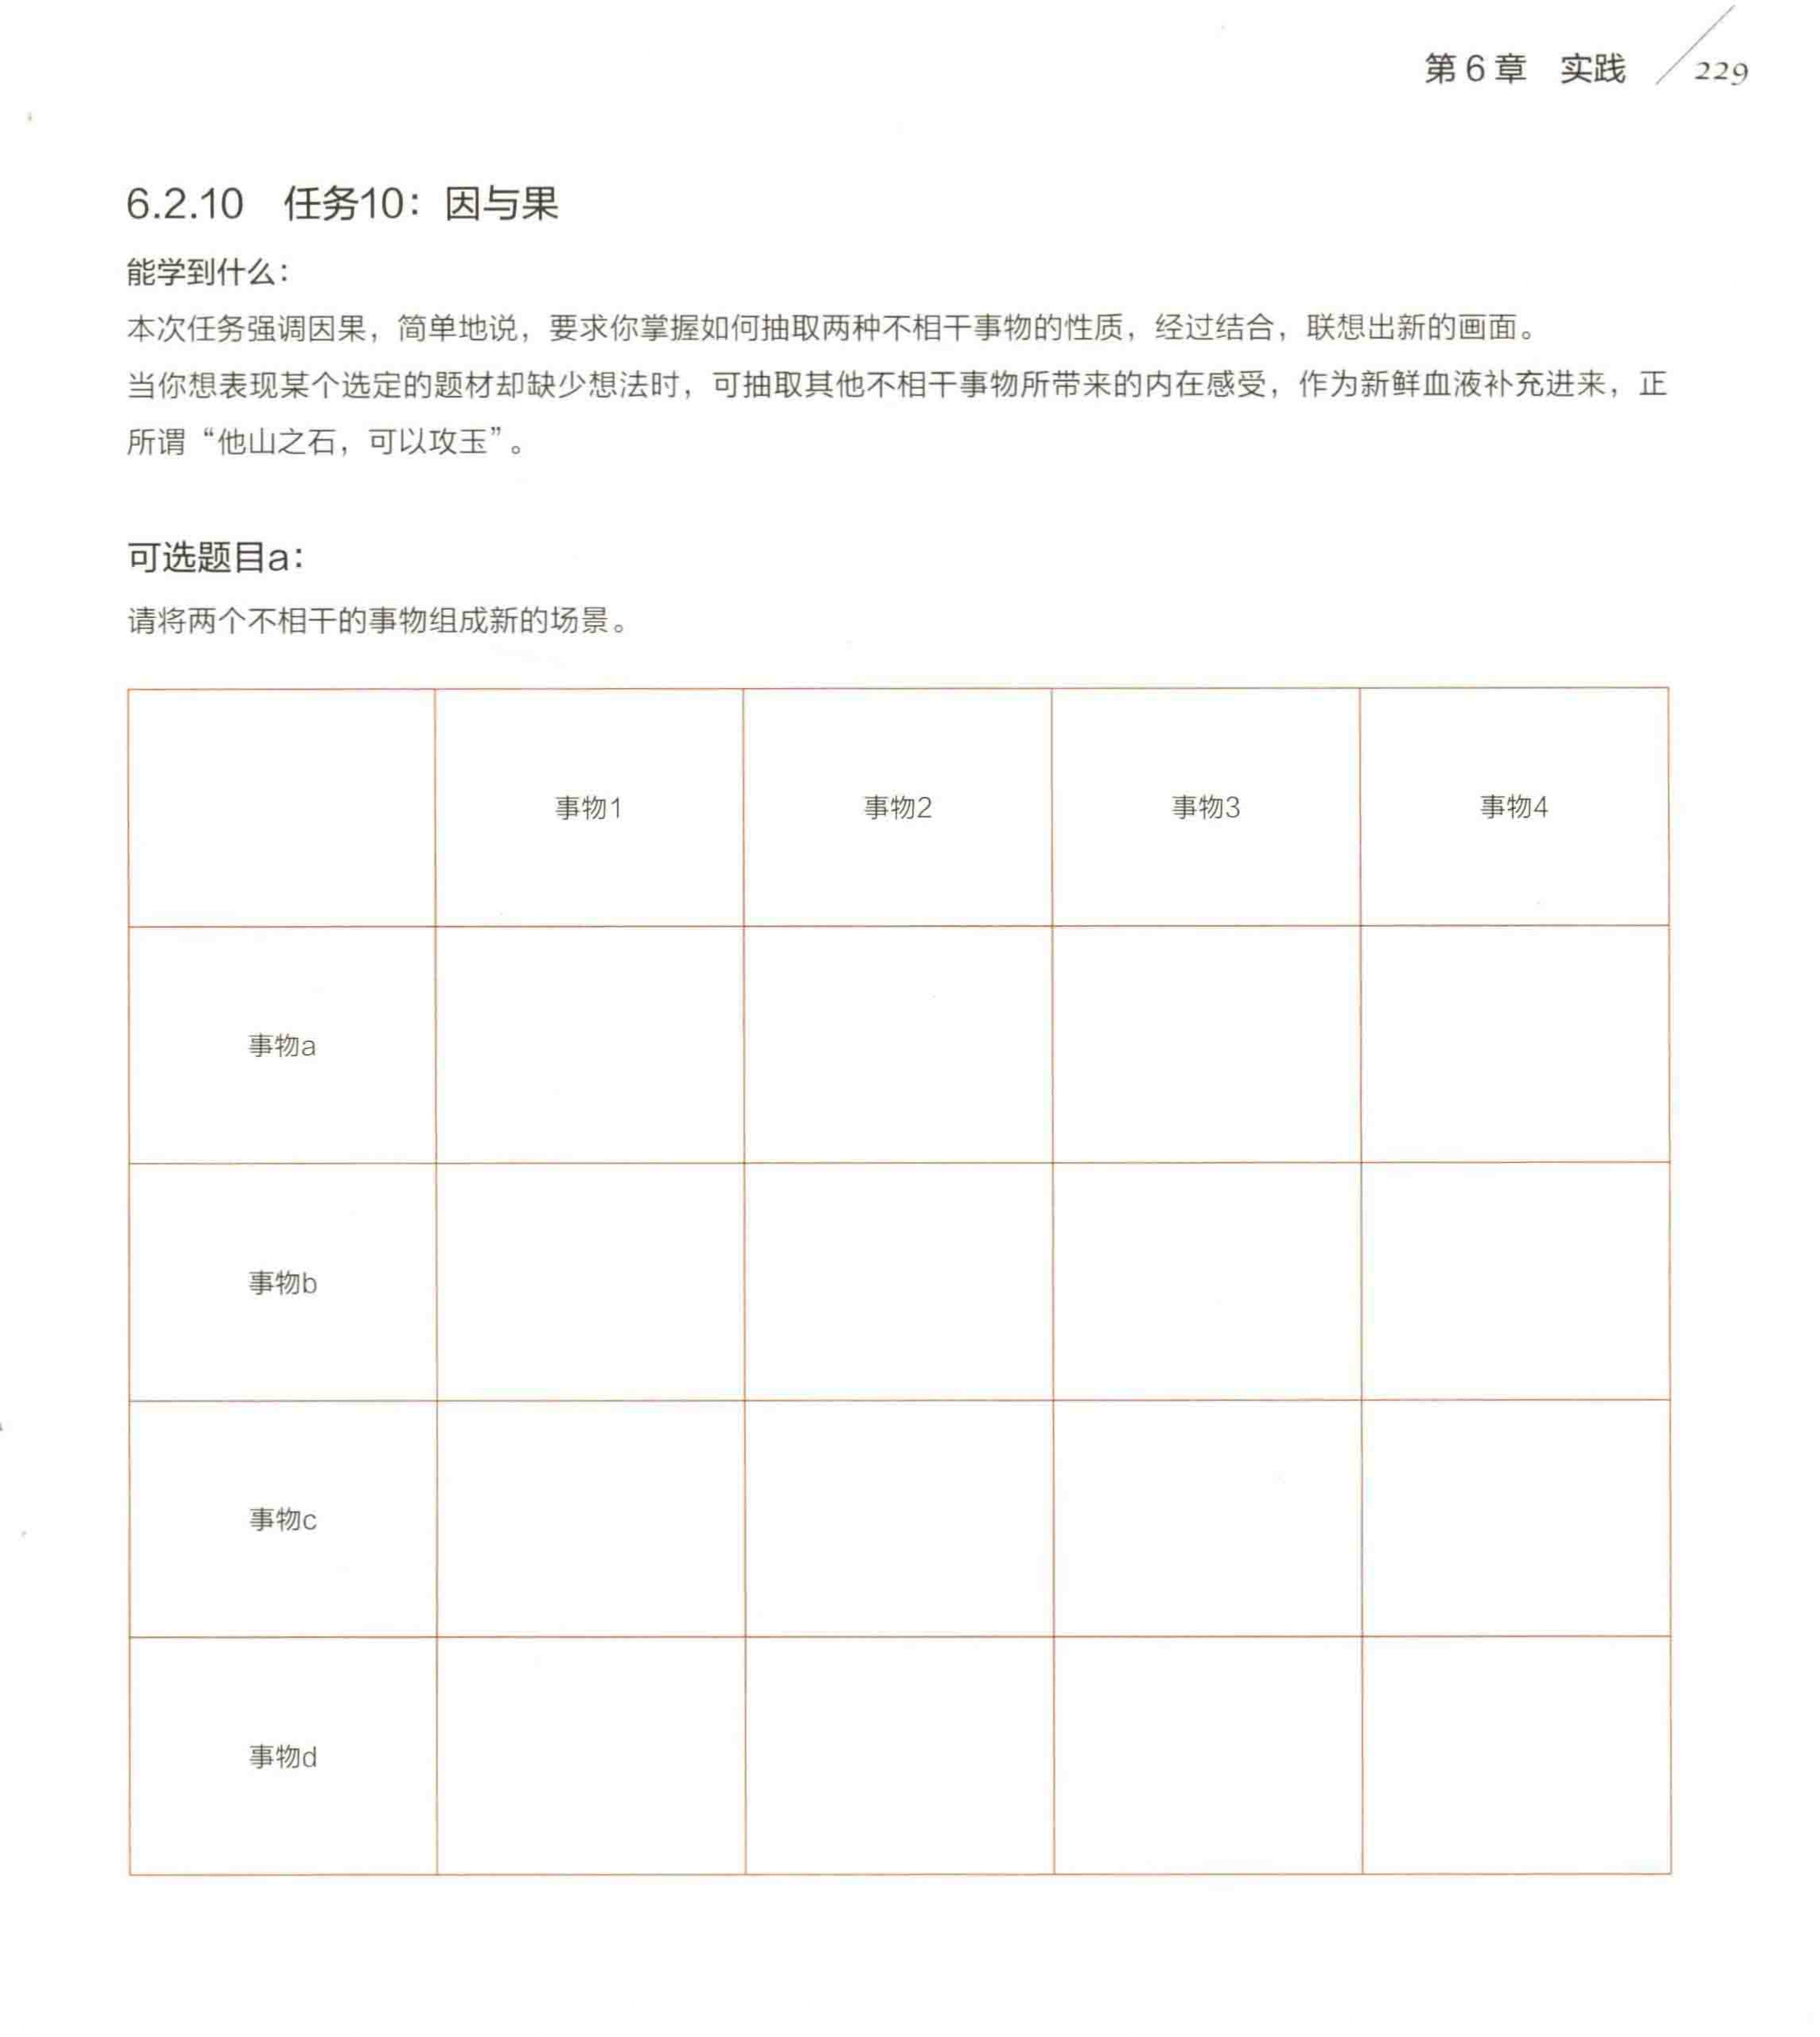 第6章 实践 229
6.2.10 任务10：因与果
能学到什么：
本次任务强调因果，简单地说，要求你掌握如何抽取两种不相干事物的性质，经过结合，联想出新的画面。
当你想表现某个选定的题材却缺少想法时，可抽取其他不相干事物所带来的内在感受，作为新鲜血液补充进来，正
所谓“他山之石，可以攻玉”。
可选题目a：
请将两个不相干的事物组成新的场景。
事物1 事物2 事物3 事物4
事物a
事物b
事物c
事物d